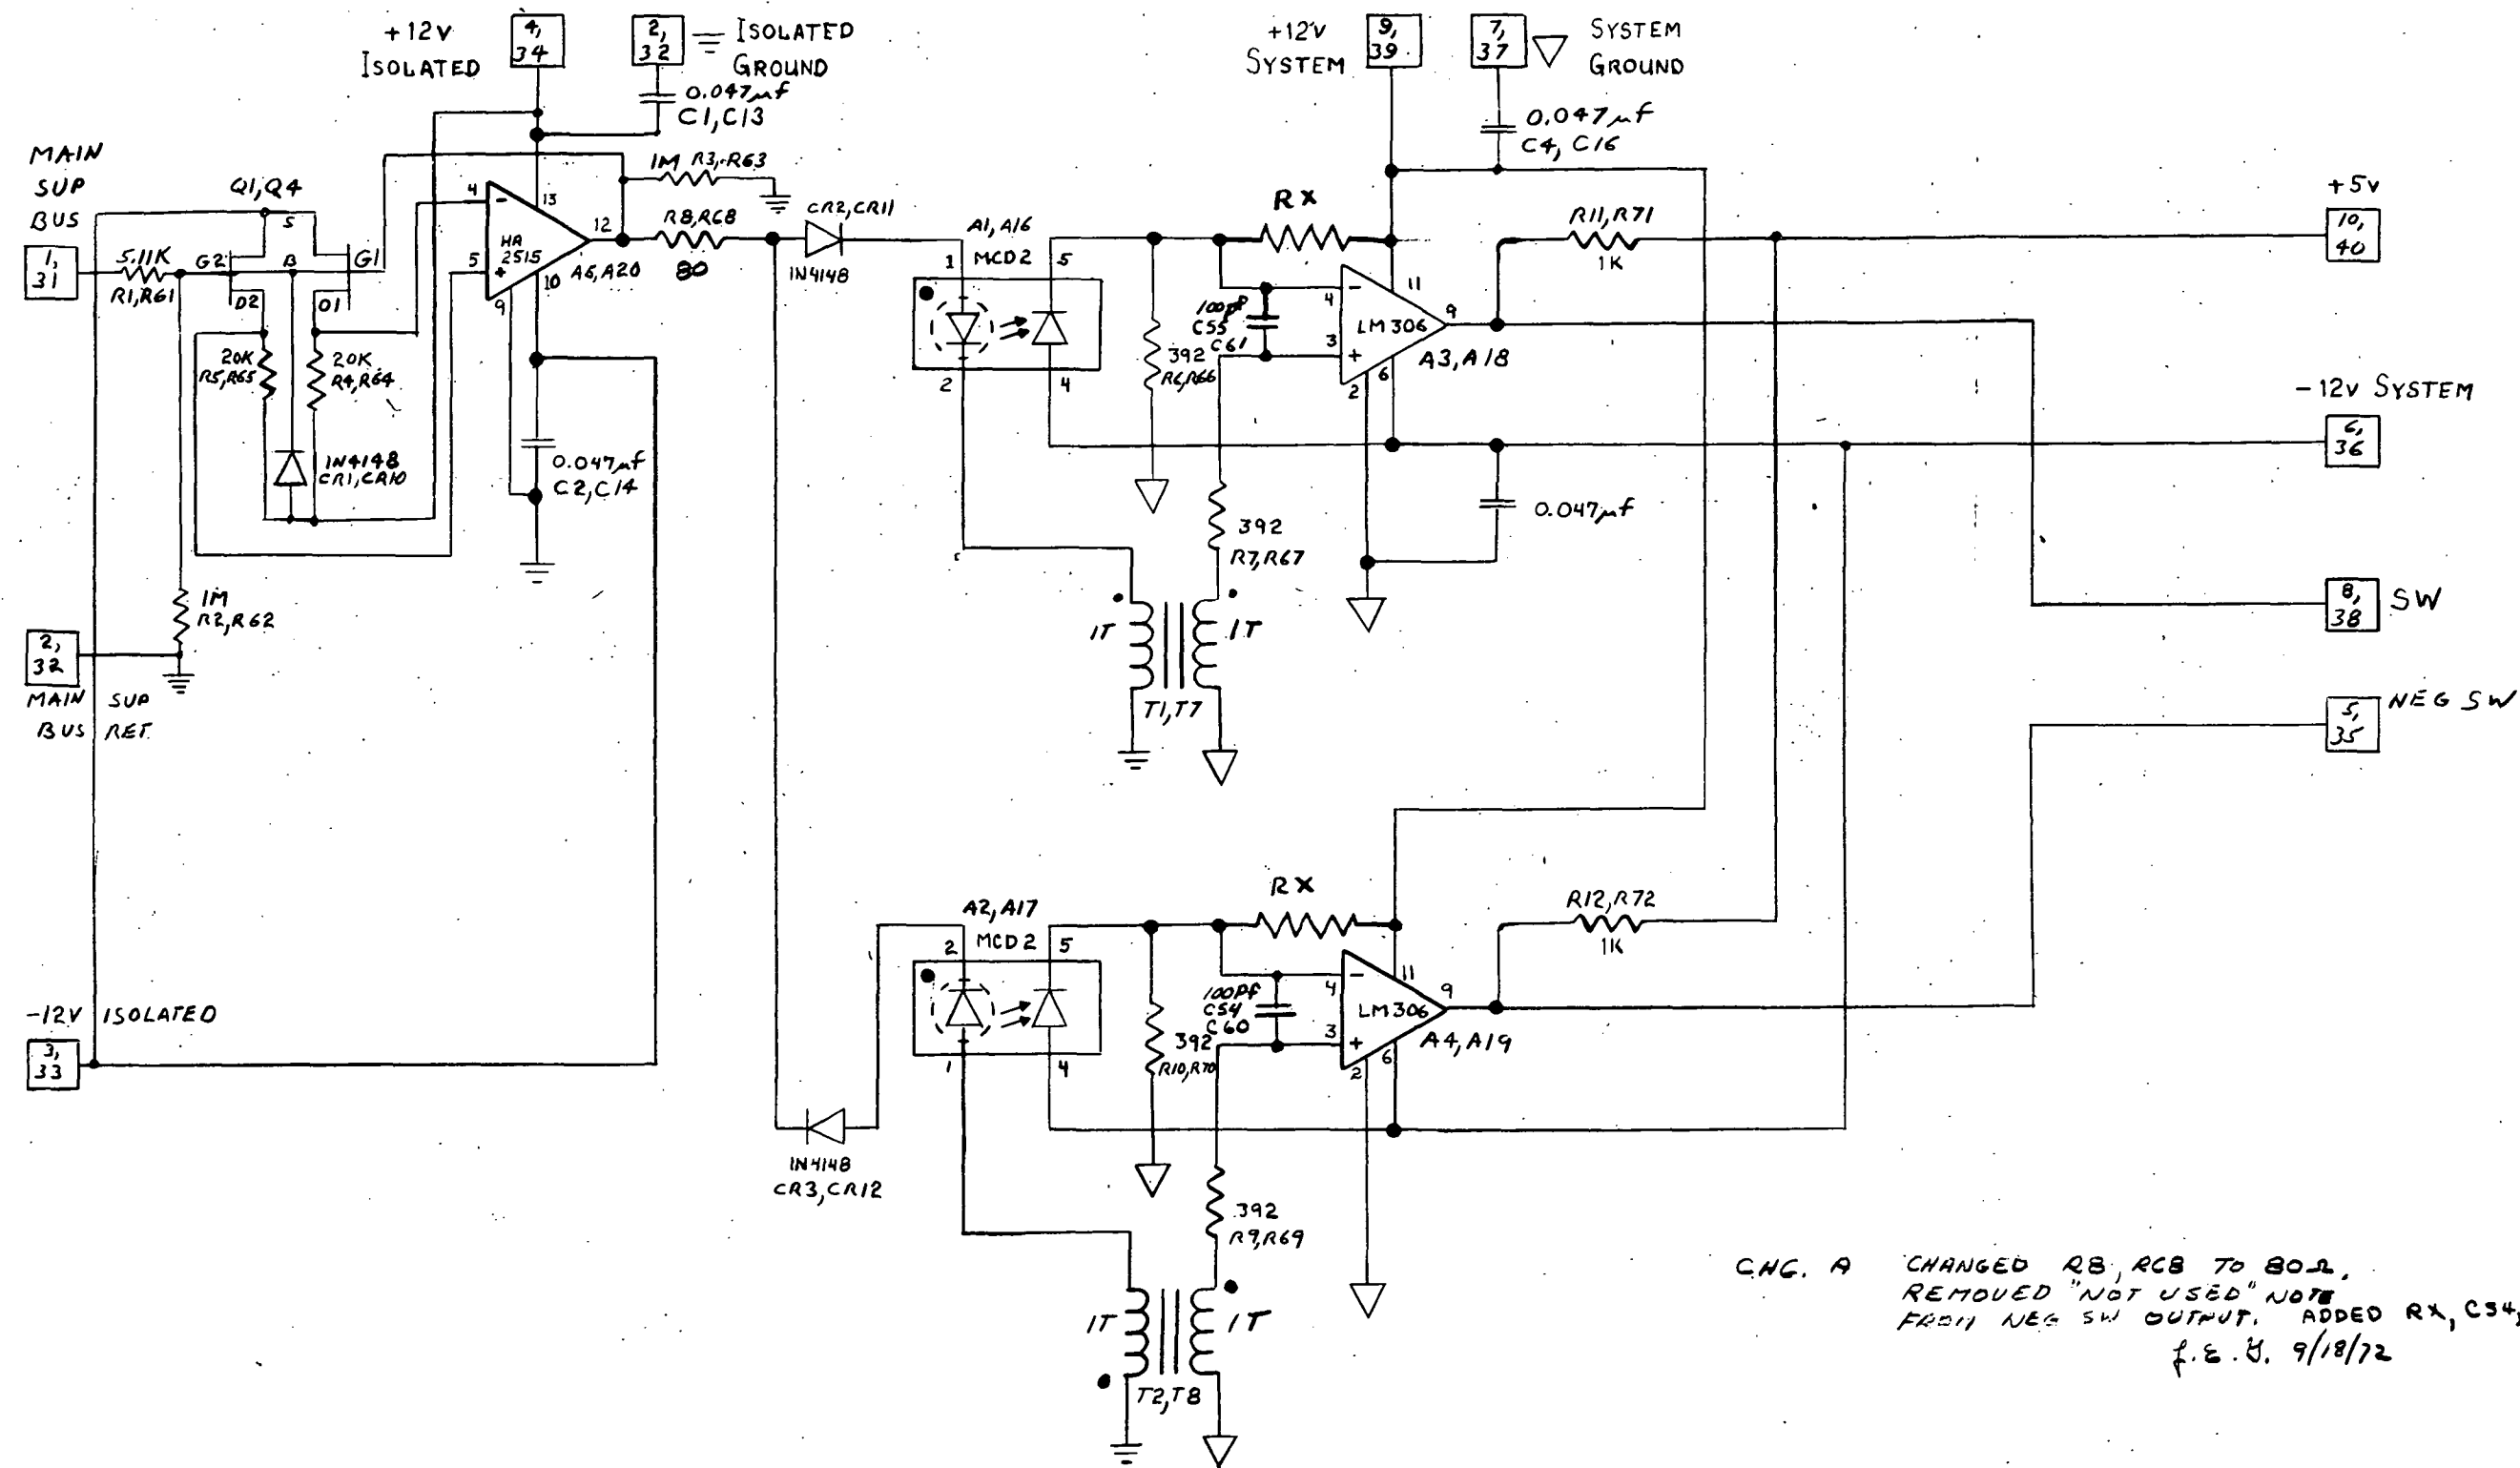 +12V
ISOLATED
4,
34
2,
32
ISOLATED
GROUND
0.047µf
C1, C13
+12V
SYSTEM
9,
39
7,
37
SYSTEM
GROUND
0.047µf
C4, C16
MAIN
SUP
BUS
1,
31
5.11K
R1, R61
Q1, Q4
S
G2
B
G1
D2
D1
20K
R5, R65
20K
R4, R64
1N4148
CR1, CR10
1M
R2, R62
2,
32
MAIN SUP
BUS RET.
-12V ISOLATED
3,
33
4
-
13
HA
2515
5
+
12
10
9
A5, A20
0.047µf
C2, C14
1M R3, R63
R8, R68
80
CR2, CR11
1N4148
A1, A16
MCD2
1
5
2
4
392
R6, R66
RX
100pf
C55
C61
4
-
11
LM306
9
3
+
6
2
A3, A18
R11, R71
1K
+5V
10,
40
-12V SYSTEM
6,
36
0.047µf
392
R7, R67
1T
1T
T1, T7
8,
38
SW
5,
35
NEG SW
A2, A17
MCD2
2
5
1
4
1N4148
CR3, CR12
RX
100Pf
C54
C60
392
R10, R70
4
-
11
LM306
9
3
+
6
2
A4, A19
R12, R72
1K
392
R9, R69
1T
1T
T2, T8
CHG. A CHANGED R8, R68 TO 80Ω,
REMOVED "NOT USED" NOTE
FROM NEG SW OUTPUT. ADDED RX, C54,
9/18/72